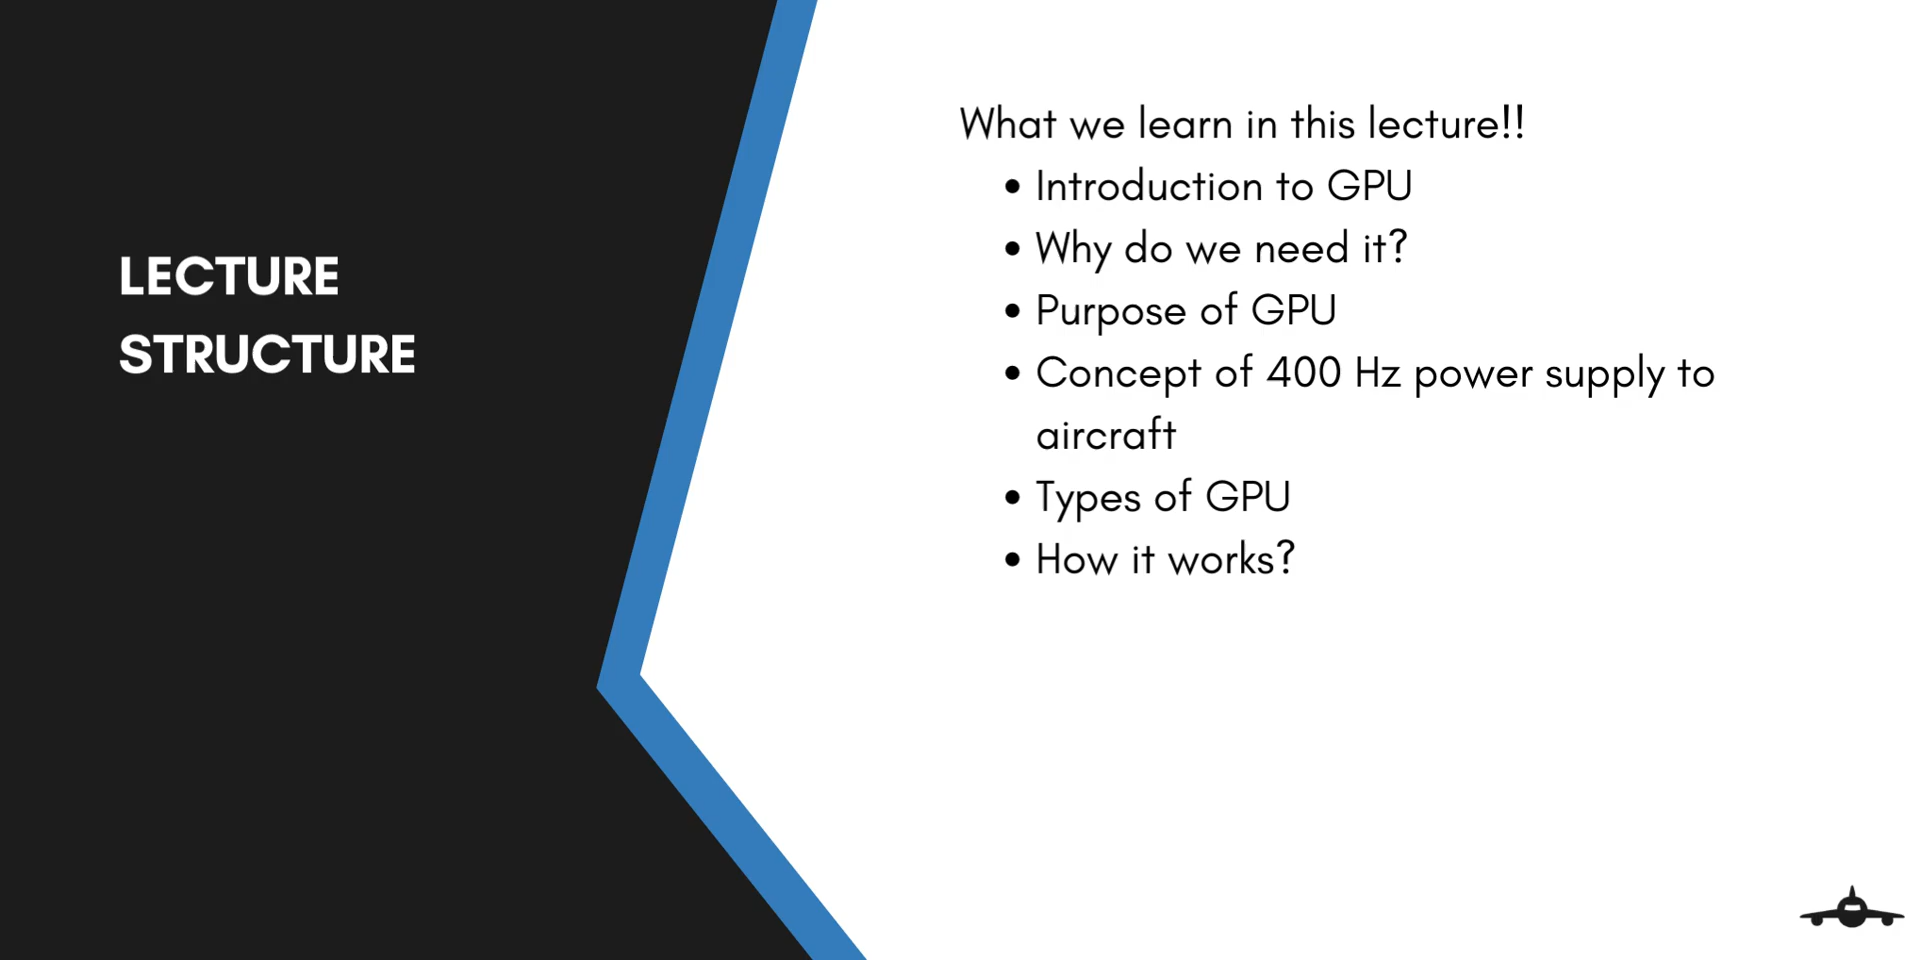 LECTURE
STRUCTURE
What we learn in this lecture!!
• Introduction to GPU
• Why do we need it?
• Purpose of GPU
• Concept of 400 Hz power supply to
aircraft
• Types of GPU
• How it works?